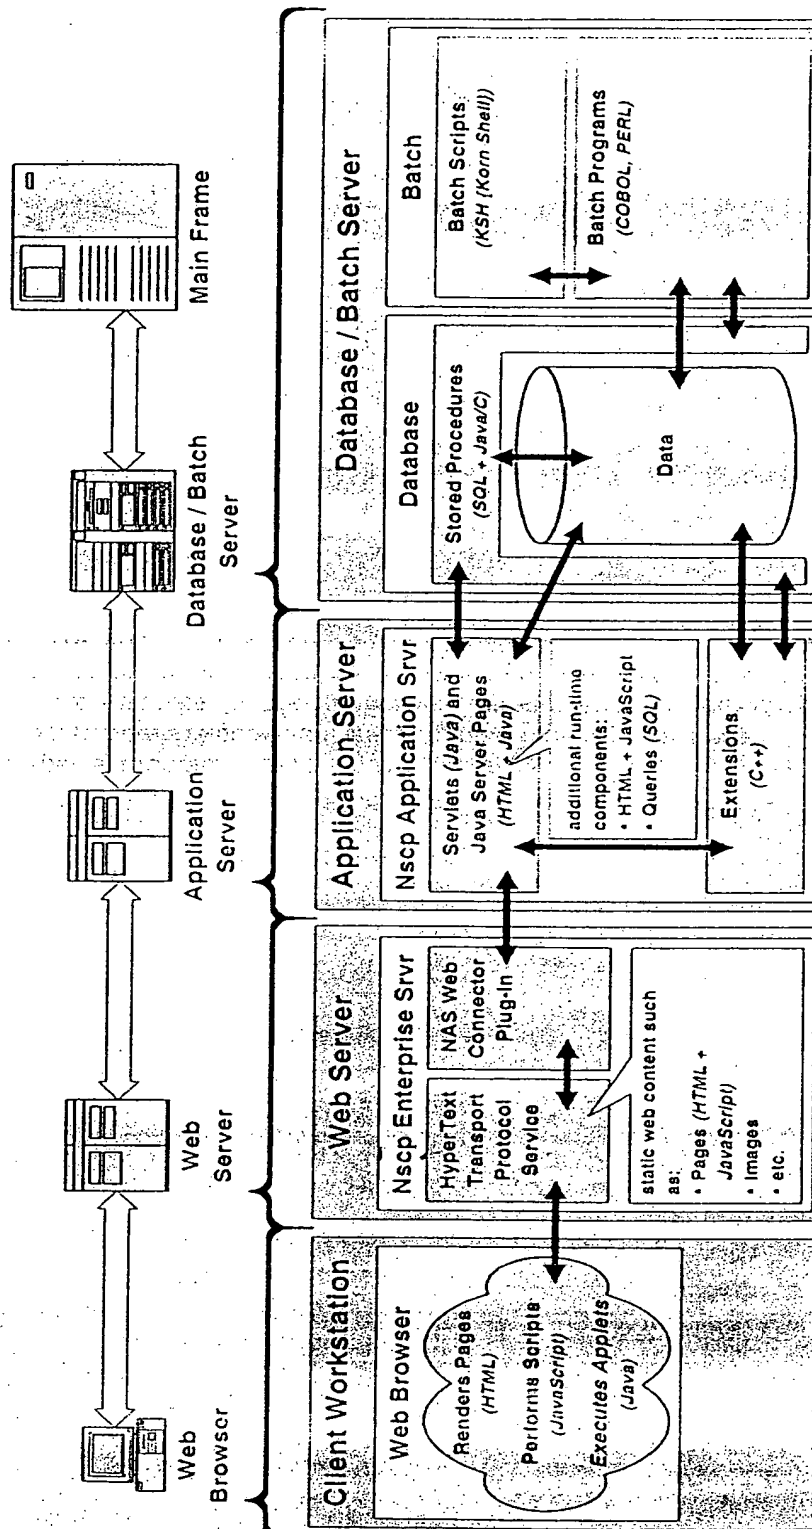 Web
Browser
Web
Server
Application
Server
Database / Batch
Server
Main Frame
Client Workstation
Web Browser
Renders Pages
(HTML)
Performs Scripts
(JavaScript)
Executes Applets
(Java)
Web Server
Nscp Enterprise Srvr
HyperText
Transport
Protocol
Service
NAS Web
Connector
Plug-In
static web content such
as:
• Pages (HTML +
JavaScript)
• Images
• etc.
Application Server
Nscp Application Srvr
Servlets (Java) and
Java Server Pages
(HTML + Java)
additional run-time
components:
• HTML + JavaScript
• Queries (SQL)
Extensions
(C++)
Database / Batch Server
Database
Stored Procedures
(SQL + Java/C)
Data
Batch
Batch Scripts
(KSH (Korn Shell))
Batch Programs
(COBOL, PERL)